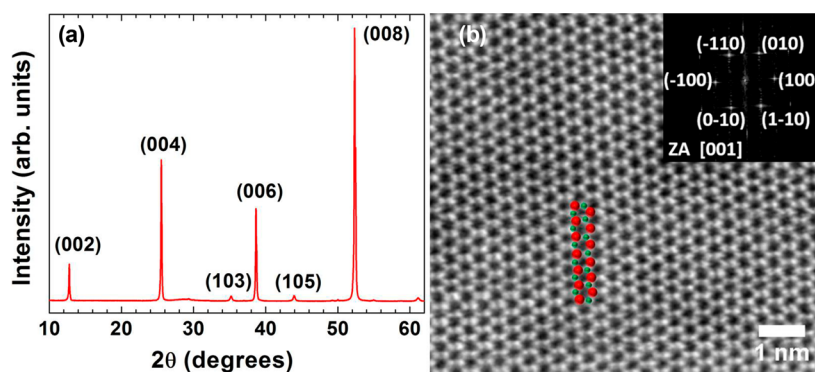 (a)
Intensity (arb. units)
(002)
(004)
(103)
(006)
(105)
(008)
10 20 30 40 50 60
2θ (degrees)
(b)
(-110) (010)
(-100) (100)
(0-10) (1-10)
ZA [001]
1 nm